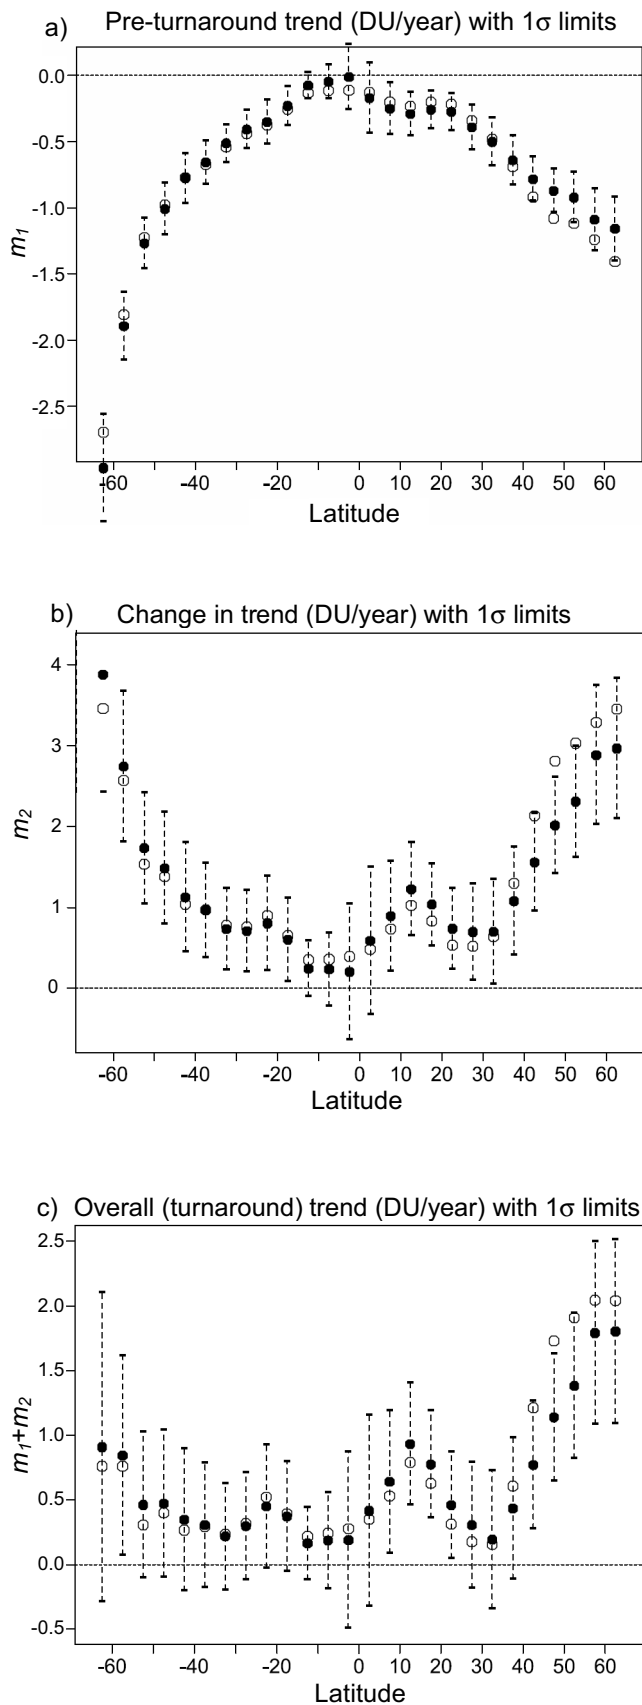 a) Pre-turnaround trend (DU/year) with 1σ limits
0.0
-0.5
-1.0
-1.5
-2.0
-2.5
m₁
-60 -40 -20 0 10 20 30 40 50 60
Latitude
b) Change in trend (DU/year) with 1σ limits
4
3
2
1
0
m₂
-60 -40 -20 0 10 20 30 40 50 60
Latitude
c) Overall (turnaround) trend (DU/year) with 1σ limits
2.5
2.0
1.5
1.0
0.5
0.0
-0.5
m₁+m₂
-60 -40 -20 0 10 20 30 40 50 60
Latitude